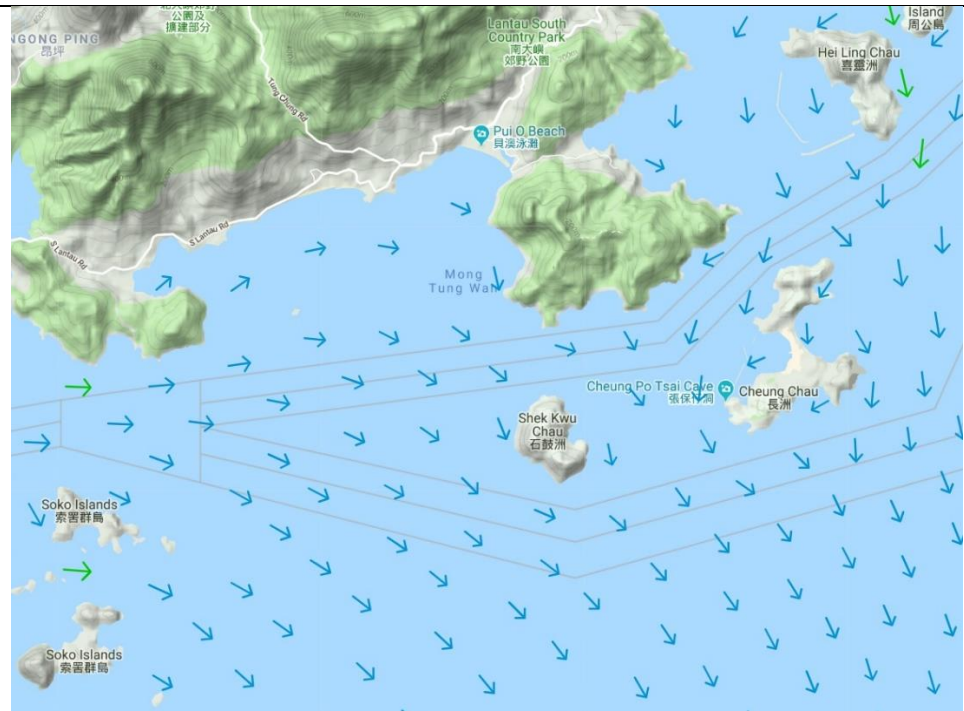 公園及
擴建部分
NGONG PING
昂坪
Lantau South
Country Park
南大嶼
郊野公園
200m
Island
周公島
Hei Ling Chau
喜靈洲
Tung Chung Rd
Pui O Beach
貝澳泳灘
S Lantau Rd
S Lantau Rd
Mong
Tung Wan
Cheung Po Tsai Cave
張保仔洞
Cheung Chau
長洲
Shek Kwu
Chau
石鼓洲
Soko Islands
索罟群島
Soko Islands
索罟群島